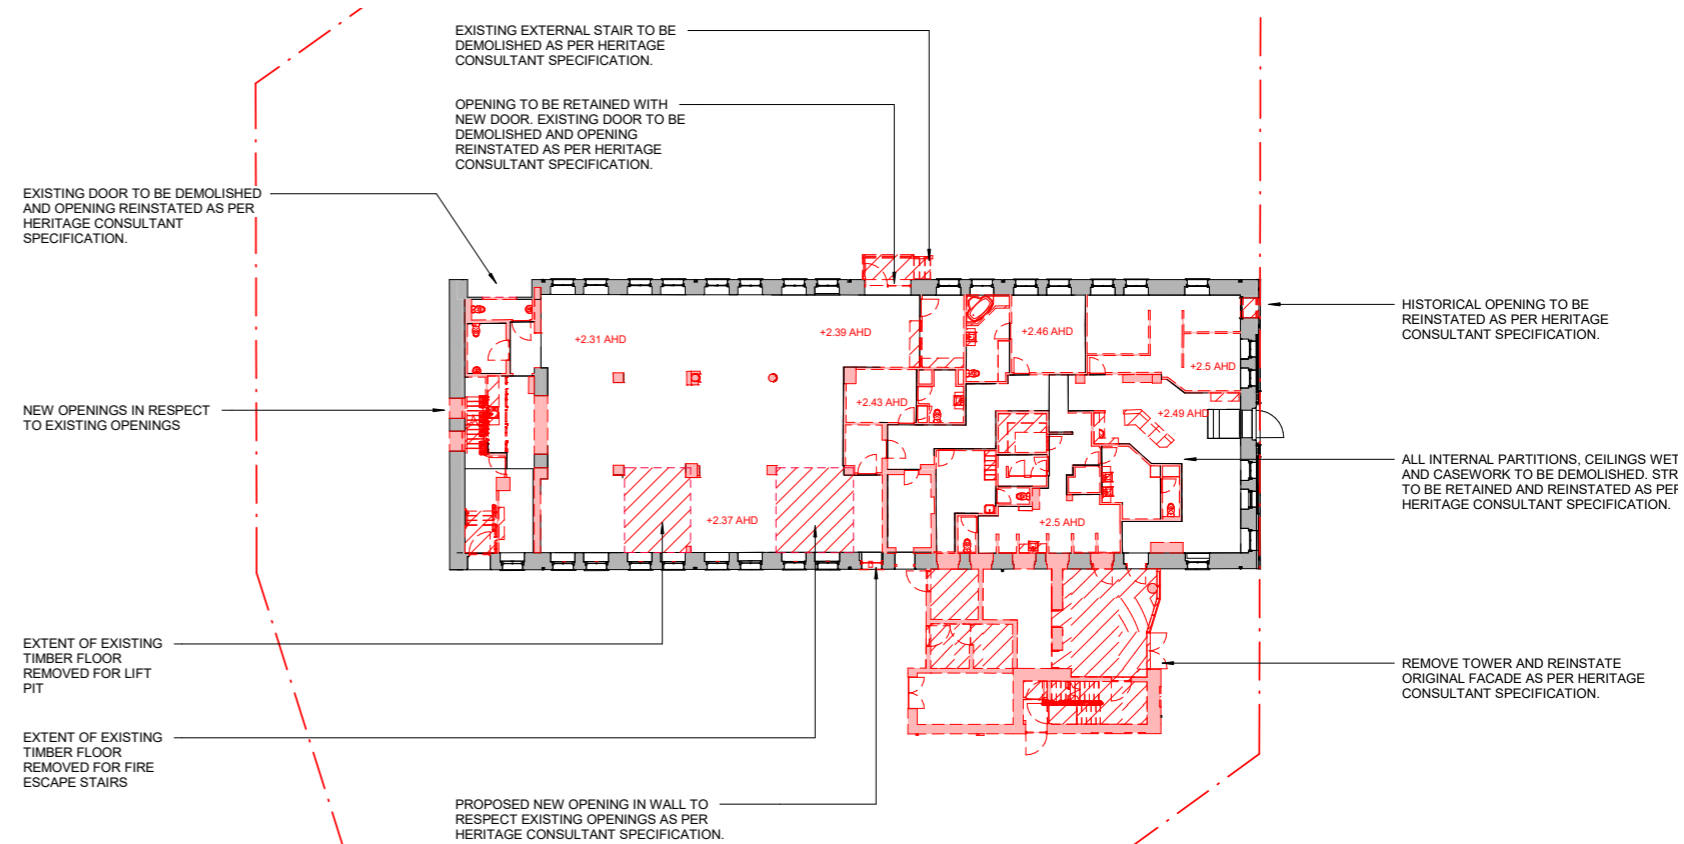 EXISTING EXTERNAL STAIR TO BE
DEMOLISHED AS PER HERITAGE
CONSULTANT SPECIFICATION.
OPENING TO BE RETAINED WITH
NEW DOOR. EXISTING DOOR TO BE
DEMOLISHED AND OPENING
REINSTATED AS PER HERITAGE
CONSULTANT SPECIFICATION.
EXISTING DOOR TO BE DEMOLISHED
AND OPENING REINSTATED AS PER
HERITAGE CONSULTANT
SPECIFICATION.
HISTORICAL OPENING TO BE
REINSTATED AS PER HERITAGE
CONSULTANT SPECIFICATION.
+2.31 AHD
+2.39 AHD
+2.46 AHD
+2.5 AHD
+2.43 AHD
+2.49 AHD
NEW OPENINGS IN RESPECT
TO EXISTING OPENINGS
ALL INTERNAL PARTITIONS, CEILINGS WET
AND CASEWORK TO BE DEMOLISHED. STR
TO BE RETAINED AND REINSTATED AS PER
HERITAGE CONSULTANT SPECIFICATION.
+2.37 AHD
+2.5 AHD
EXTENT OF EXISTING
TIMBER FLOOR
REMOVED FOR LIFT
PIT
REMOVE TOWER AND REINSTATE
ORIGINAL FACADE AS PER HERITAGE
CONSULTANT SPECIFICATION.
EXTENT OF EXISTING
TIMBER FLOOR
REMOVED FOR FIRE
ESCAPE STAIRS
PROPOSED NEW OPENING IN WALL TO
RESPECT EXISTING OPENINGS AS PER
HERITAGE CONSULTANT SPECIFICATION.